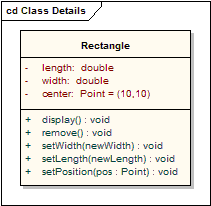 cd Class Details
Rectangle
- length: double
- width: double
- center: Point = (10,10)
+ display() : void
+ remove() : void
+ setWidth(newWidth) : void
+ setLength(newLength) : void
+ setPosition(pos : Point) : void